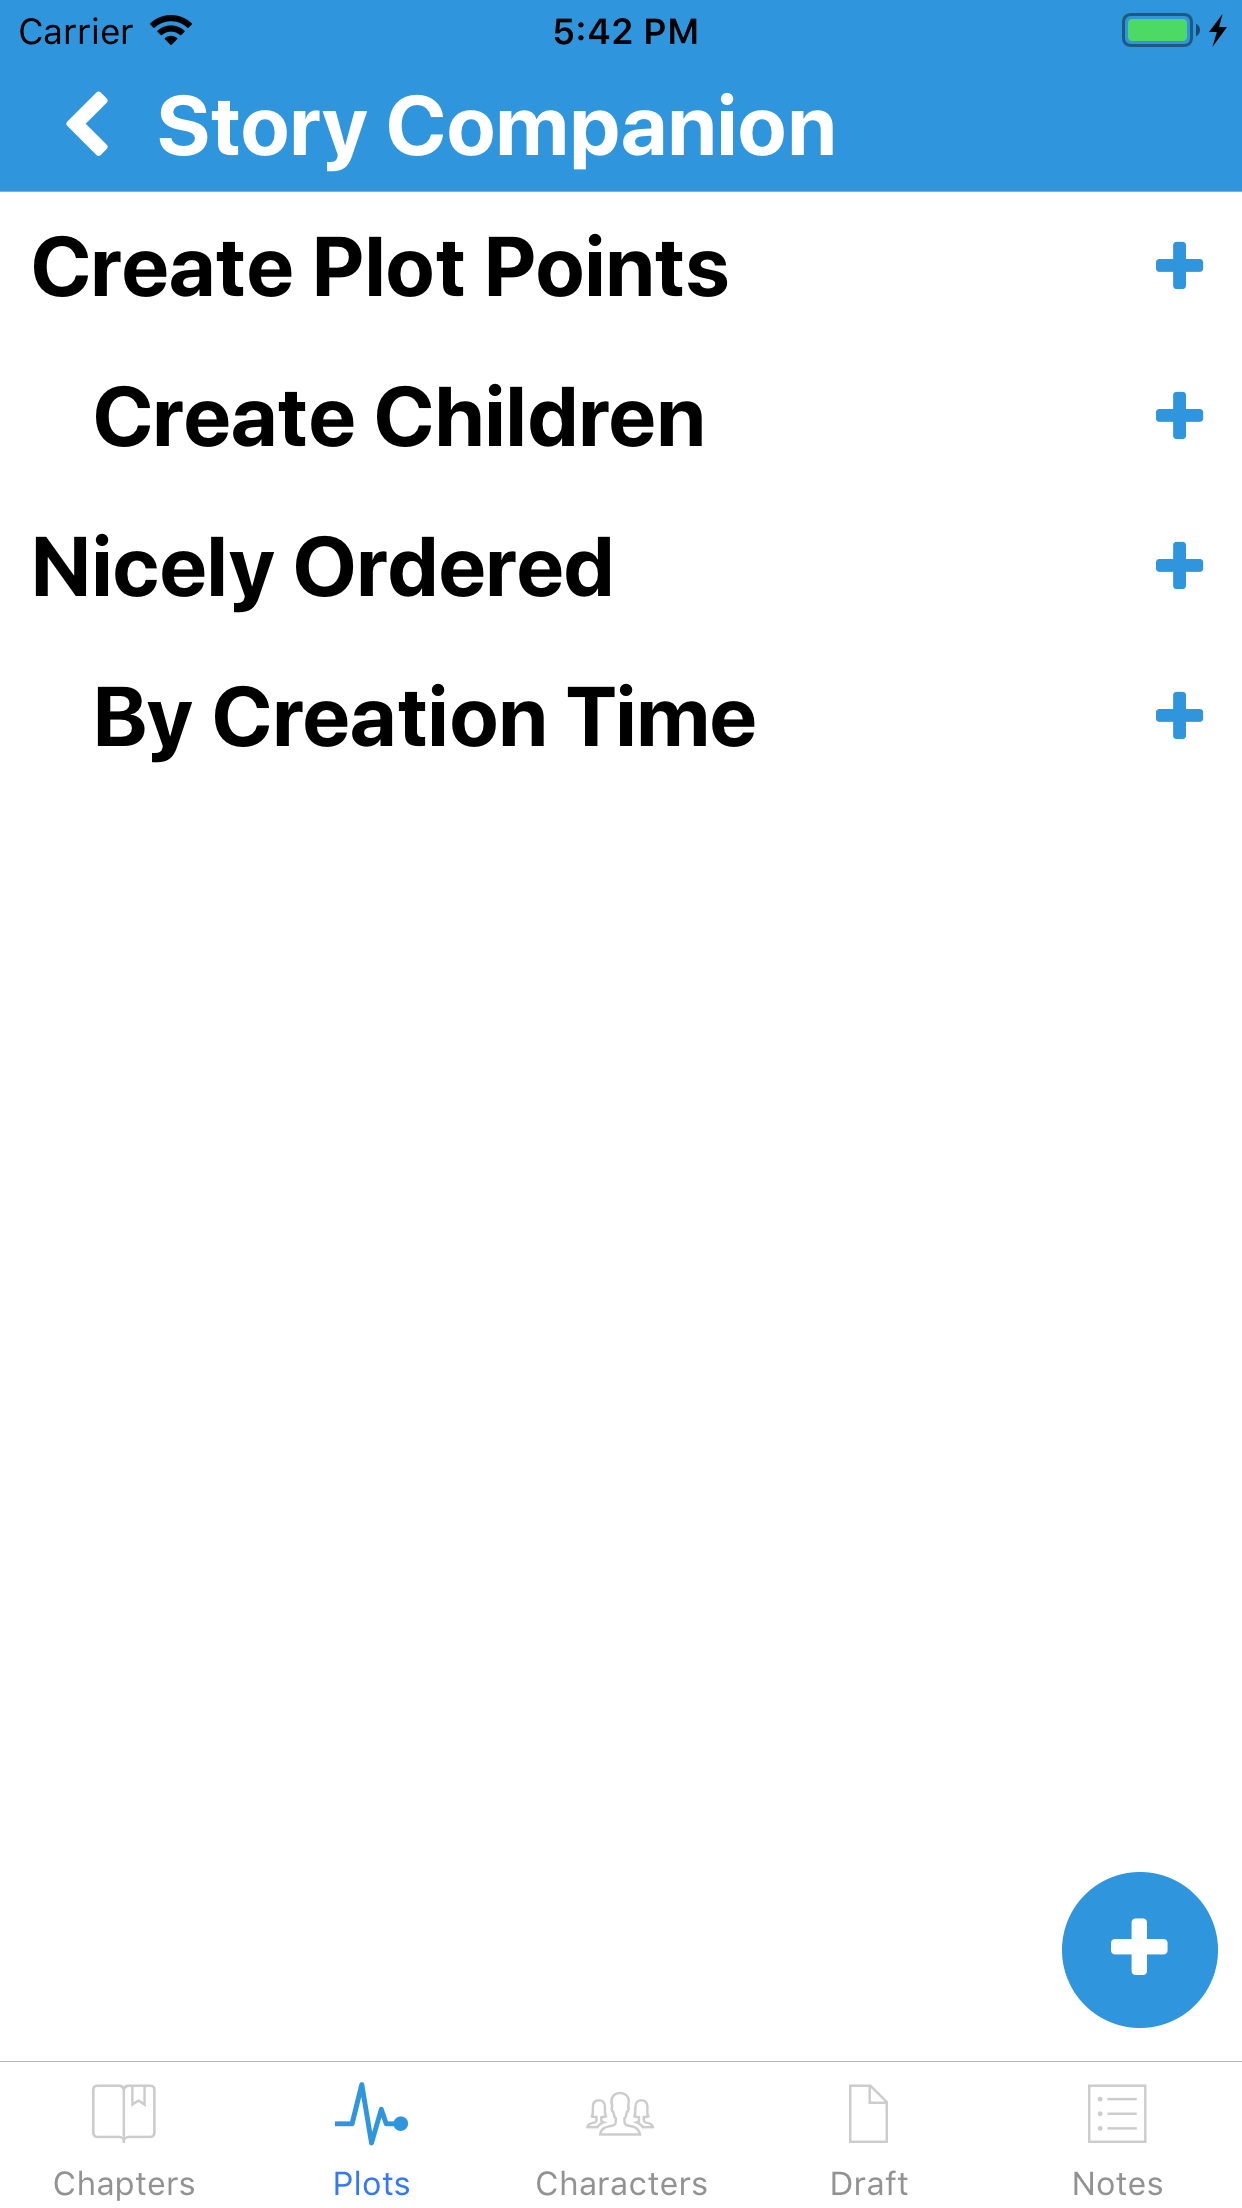 Carrier 5:42 PM
Story Companion
Create Plot Points
Create Children
Nicely Ordered
By Creation Time
Chapters Plots Characters Draft Notes